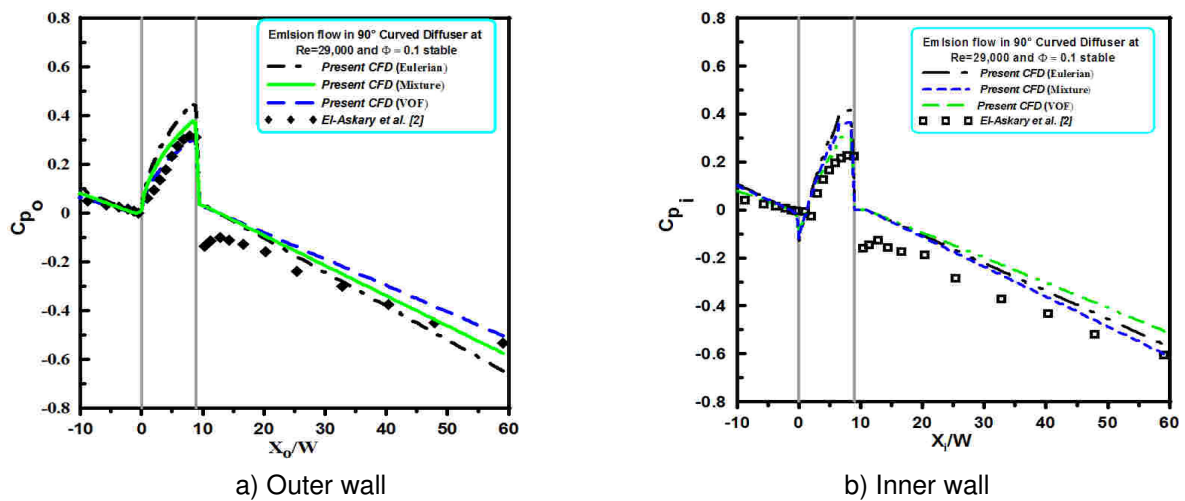 0.8
0.6
0.4
0.2
0
-0.2
-0.4
-0.6
-0.8
Cpo
Emlsion flow in 90° Curved Diffuser at
Re=29,000 and Φ = 0.1 stable
Present CFD (Eulerian)
Present CFD (Mixture)
Present CFD (VOF)
El-Askary et al. [2]
-10 0 10 20 30 40 50 60
Xo/W
a) Outer wall
0.8
0.6
0.4
0.2
0
-0.2
-0.4
-0.6
-0.8
Cpi
Emlsion flow in 90° Curved Diffuser at
Re=29,000 and Φ = 0.1 stable
Present CFD (Eulerian)
Present CFD (Mixture)
Present CFD (VOF)
El-Askary et al. [2]
-10 0 10 20 30 40 50 60
Xi/W
b) Inner wall